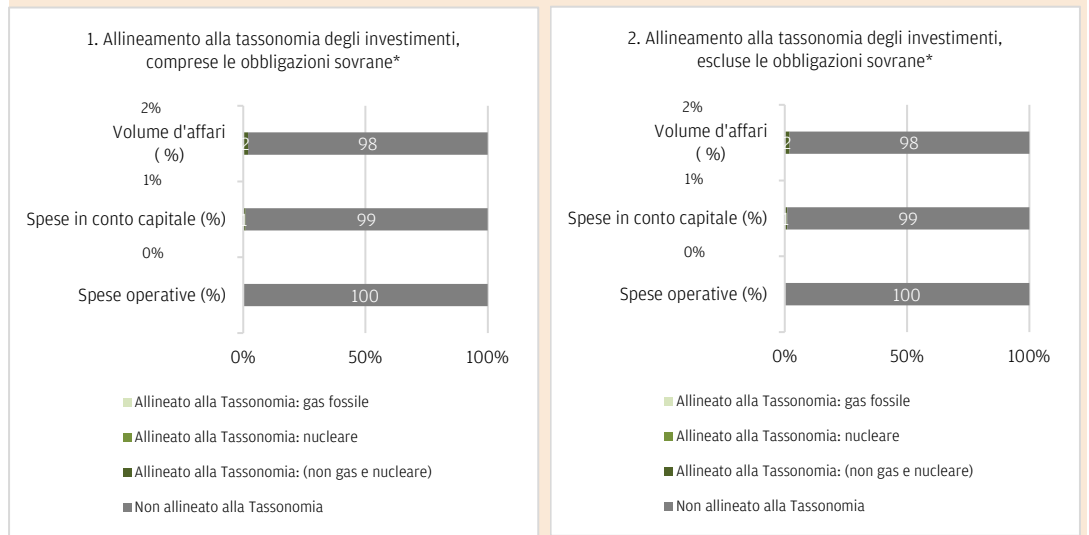 1. Allineamento alla tassonomia degli investimenti,
comprese le obbligazioni sovrane*
2%
Volume d'affari
( %)
2
98
1%
Spese in conto capitale (%)
1
99
0%
Spese operative (%)
100
0%
50%
100%
Allineato alla Tassonomia: gas fossile
Allineato alla Tassonomia: nucleare
Allineato alla Tassonomia: (non gas e nucleare)
Non allineato alla Tassonomia
2. Allineamento alla tassonomia degli investimenti,
escluse le obbligazioni sovrane*
2%
Volume d'affari
( %)
2
98
1%
Spese in conto capitale (%)
1
99
0%
Spese operative (%)
100
0%
50%
100%
Allineato alla Tassonomia: gas fossile
Allineato alla Tassonomia: nucleare
Allineato alla Tassonomia: (non gas e nucleare)
Non allineato alla Tassonomia